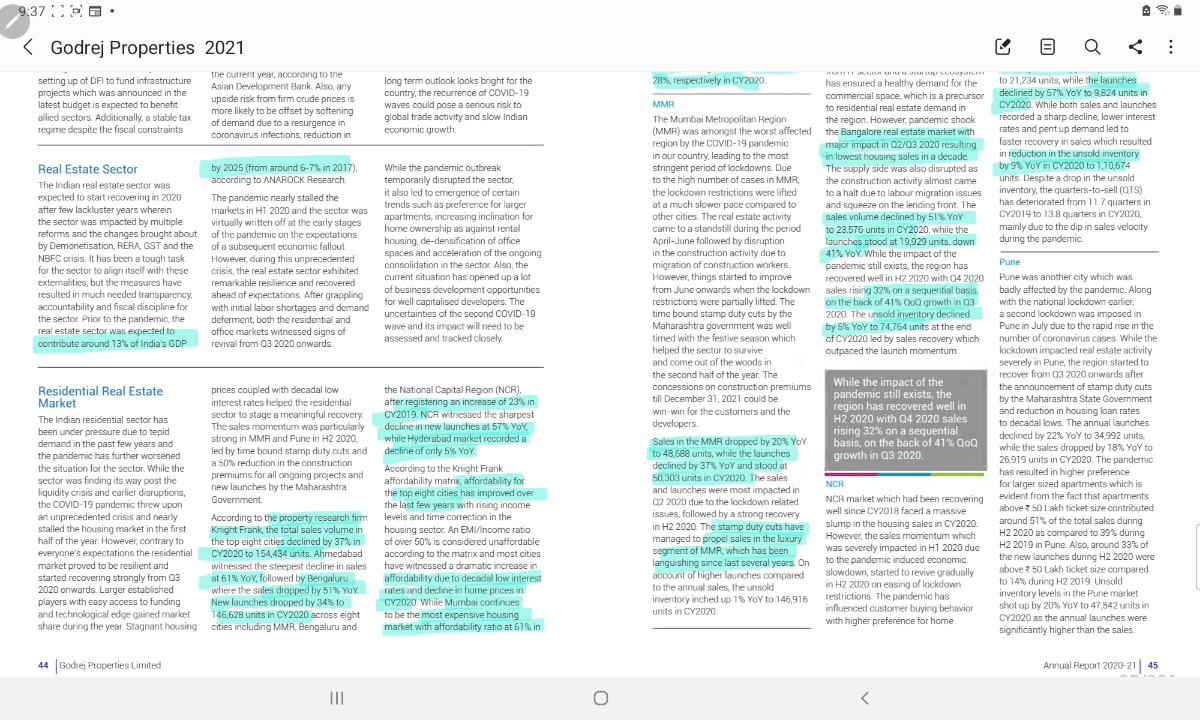 9:37
Godrej Properties 2021
setting up of DFI to fund infrastructure
projects which was announced in the
latest budget is expected to benefit
allied sectors. Additionally, a stable tax
regime despite the fiscal constraints
the current year, according to the
Asian Development Bank. Also, any
upside risk from firm crude prices is
more likely to be offset by softening
of demand due to a resurgence in
coronavirus infections, reduction in
long term outlook looks bright for the
country, the recurrence of COVID-19
waves could pose a serious risk to
global trade activity and slow Indian
economic growth.
Real Estate Sector
The Indian real estate sector was
expected to start recovering in 2020
after few lackluster years wherein
the sector was impacted by multiple
reforms and the changes brought about
by Demonetisation, RERA, GST and the
NBFC crisis. It has been a tough task
for the sector to align itself with these
externalities, but the measures have
resulted in much needed transparency,
accountability and fiscal discipline for
the sector. Prior to the pandemic, the
real estate sector was expected to
contribute around 13% of India's GDP
by 2025 (from around 6-7% in 2017),
according to ANAROCK Research.
The pandemic nearly stalled the
markets in H1 2020 and the sector was
virtually written off at the early stages
of the pandemic on the expectations
of a subsequent economic fallout.
However, during this unprecedented
crisis, the real estate sector exhibited
remarkable resilience and recovered
ahead of expectations. After grappling
with initial labor shortages and demand
deferment, both the residential and
office markets witnessed signs of
revival from Q3 2020 onwards.
While the pandemic outbreak
temporarily disrupted the sector,
it also led to emergence of certain
trends such as preference for larger
apartments, increasing inclination for
home ownership as against rental
housing, de-densification of office
spaces and acceleration of the ongoing
consolidation in the sector. Also, the
current situation has opened up a lot
of business development opportunities
for well capitalised developers. The
uncertainties of the second COVID-19
wave and its impact will need to be
assessed and tracked closely.
Residential Real Estate
Market
The Indian residential sector has
been under pressure due to tepid
demand in the past few years and
the pandemic has further worsened
the situation for the sector. While the
sector was finding its way post the
liquidity crisis and earlier disruptions,
the COVID-19 pandemic threw upon
an unprecedented crisis and nearly
stalled the housing market in the first
half of the year. However, contrary to
everyone's expectations the residential
market proved to be resilient and
started recovering strongly from Q3
2020 onwards. Larger established
players with easy access to funding
and technological edge gained market
share during the year. Stagnant housing
prices coupled with decadal low
interest rates helped the residential
sector to stage a meaningful recovery.
The sales momentum was particularly
strong in MMR and Pune in H2 2020,
led by time bound stamp duty cuts and
a 50% reduction in the construction
premiums for all ongoing projects and
new launches by the Maharashtra
Government.
According to the property research firm
Knight Frank, the total sales volume in
the top eight cities declined by 37% in
CY2020 to 154,434 units. Ahmedabad
witnessed the steepest decline in sales
at 61% YoY, followed by Bengaluru
where the sales dropped by 51% YoY.
New launches dropped by 34% to
146,628 units in CY2020 across eight
cities including MMR, Bengaluru and
the National Capital Region (NCR),
after registering an increase of 23% in
CY2019. NCR witnessed the sharpest
decline in new launches at 57% YoY,
while Hyderabad market recorded a
decline of only 5% YoY.
According to the Knight Frank
affordability matrix, affordability for
the top eight cities has improved over
the last few years with rising income
levels and time correction in the
housing sector. An EMI/Income ratio
of over 50% is considered unaffordable
according to the matrix and most cities
have witnessed a dramatic increase in
affordability due to decadal low interest
rates and decline in home prices in
CY2020. While Mumbai continues
to be the most expensive housing
market with affordability ratio at 61% in
44 Godrej Properties Limited
28%, respectively in CY2020.
MMR
The Mumbai Metropolitan Region
(MMR) was amongst the worst affected
region by the COVID-19 pandemic
in our country, leading to the most
stringent period of lockdowns. Due
to the high number of cases in MMR,
the lockdown restrictions were lifted
at a much slower pace compared to
other cities. The real estate activity
came to a standstill during the period
April-June followed by disruption
in the construction activity due to
migration of construction workers.
However, things started to improve
from June onwards when the lockdown
restrictions were partially lifted. The
time bound stamp duty cuts by the
Maharashtra government was well
timed with the festive season which
helped the sector to survive
and come out of the woods in
the second half of the year. The
concessions on construction premiums
till December 31, 2021 could be
win-win for the customers and the
developers.
Sales in the MMR dropped by 20% YoY
to 48,688 units, while the launches
declined by 37% YoY and stood at
50,303 units in CY2020. The sales
and launches were most impacted in
Q2 2020 due to the lockdown related
issues, followed by a strong recovery
in H2 2020. The stamp duty cuts have
managed to propel sales in the luxury
segment of MMR, which has been
languishing since last several years. On
account of higher launches compared
to the annual sales, the unsold
inventory inched up 1% YoY to 146,916
units in CY2020.
from IT sector and a startup ecosystem
has ensured a healthy demand for the
commercial space, which is a precursor
to residential real estate demand in
the region. However, pandemic shook
the Bangalore real estate market with
major impact in Q2/Q3 2020 resulting
in lowest housing sales in a decade.
The supply side was also disrupted as
the construction activity almost came
to a halt due to labour migration issues
and squeeze on the lending front. The
sales volume declined by 51% YoY
to 23,576 units in CY2020, while the
launches stood at 19,929 units, down
41% YoY. While the impact of the
pandemic still exists, the region has
recovered well in H2 2020 with Q4 2020
sales rising 32% on a sequential basis,
on the back of 41% QoQ growth in Q3
2020. The unsold inventory declined
by 5% YoY to 74,764 units at the end
of CY2020 led by sales recovery which
outpaced the launch momentum.
While the impact of the
pandemic still exists, the
region has recovered well in
H2 2020 with Q4 2020 sales
rising 32% on a sequential
basis, on the back of 41% QoQ
growth in Q3 2020.
NCR
NCR market which had been recovering
well since CY2018 faced a massive
slump in the housing sales in CY2020.
However, the sales momentum which
was severely impacted in H1 2020 due
to the pandemic induced economic
slowdown, started to revive gradually
in H2 2020 on easing of lockdown
restrictions. The pandemic has
influenced customer buying behavior
with higher preference for home
to 21,234 units, while the launches
declined by 57% YoY to 9,824 units in
CY2020. While both sales and launches
recorded a sharp decline, lower interest
rates and pent up demand led to
faster recovery in sales which resulted
in reduction in the unsold inventory
by 9% YoY in CY2020 to 1,10,674
units. Despite a drop in the unsold
inventory, the quarters-to-sell (QTS)
has deteriorated from 11.7 quarters in
CY2019 to 13.8 quarters in CY2020,
mainly due to the dip in sales velocity
during the pandemic.
Pune
Pune was another city which was
badly affected by the pandemic. Along
with the national lockdown earlier,
a second lockdown was imposed in
Pune in July due to the rapid rise in the
number of coronavirus cases. While the
lockdown impacted real estate activity
severely in Pune, the region started to
recover from Q3 2020 onwards after
the announcement of stamp duty cuts
by the Maharashtra State Government
and reduction in housing loan rates
to decadal lows. The annual launches
declined by 22% YoY to 34,992 units,
while the sales dropped by 18% YoY to
26,919 units in CY2020. The pandemic
has resulted in higher preference
for larger sized apartments which is
evident from the fact that apartments
above ₹ 50 Lakh ticket size contributed
around 51% of the total sales during
H2 2020 as compared to 39% during
H2 2019 in Pune. Also, around 33% of
the new launches during H2 2020 were
above ₹ 50 Lakh ticket size compared
to 14% during H2 2019. Unsold
inventory levels in the Pune market
shot up by 20% YoY to 47,542 units in
CY2020 as the annual launches were
significantly higher than the sales.
Annual Report 2020-21 45